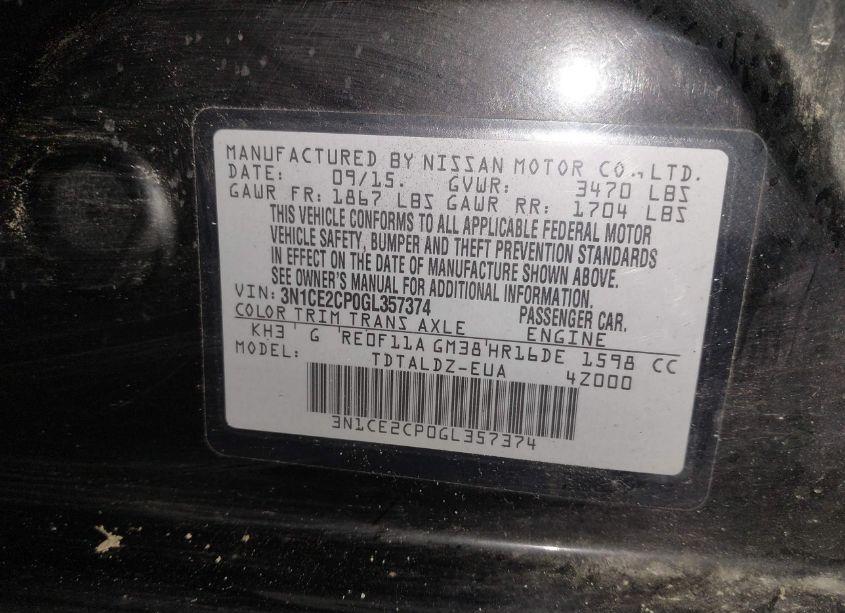 MANUFACTURED BY NISSAN MOTOR CO., LTD.
DATE: 09/15. GVWR: 3470 LBS
GAWR FR: 1867 LBS GAWR RR: 1704 LBS
THIS VEHICLE CONFORMS TO ALL APPLICABLE FEDERAL MOTOR
VEHICLE SAFETY, BUMPER AND THEFT PREVENTION STANDARDS
IN EFFECT ON THE DATE OF MANUFACTURE SHOWN ABOVE.
SEE OWNER'S MANUAL FOR ADDITIONAL INFORMATION.
VIN: 3N1CE2CP0GL357374 PASSENGER CAR.
COLOR TRIM TRANS AXLE ENGINE
KH3 ' G 'RE0F11A GM38'HR16DE 1598 CC
MODEL: TDTALDZ-EUA 4Z000
3N1CE2CP0GL357374